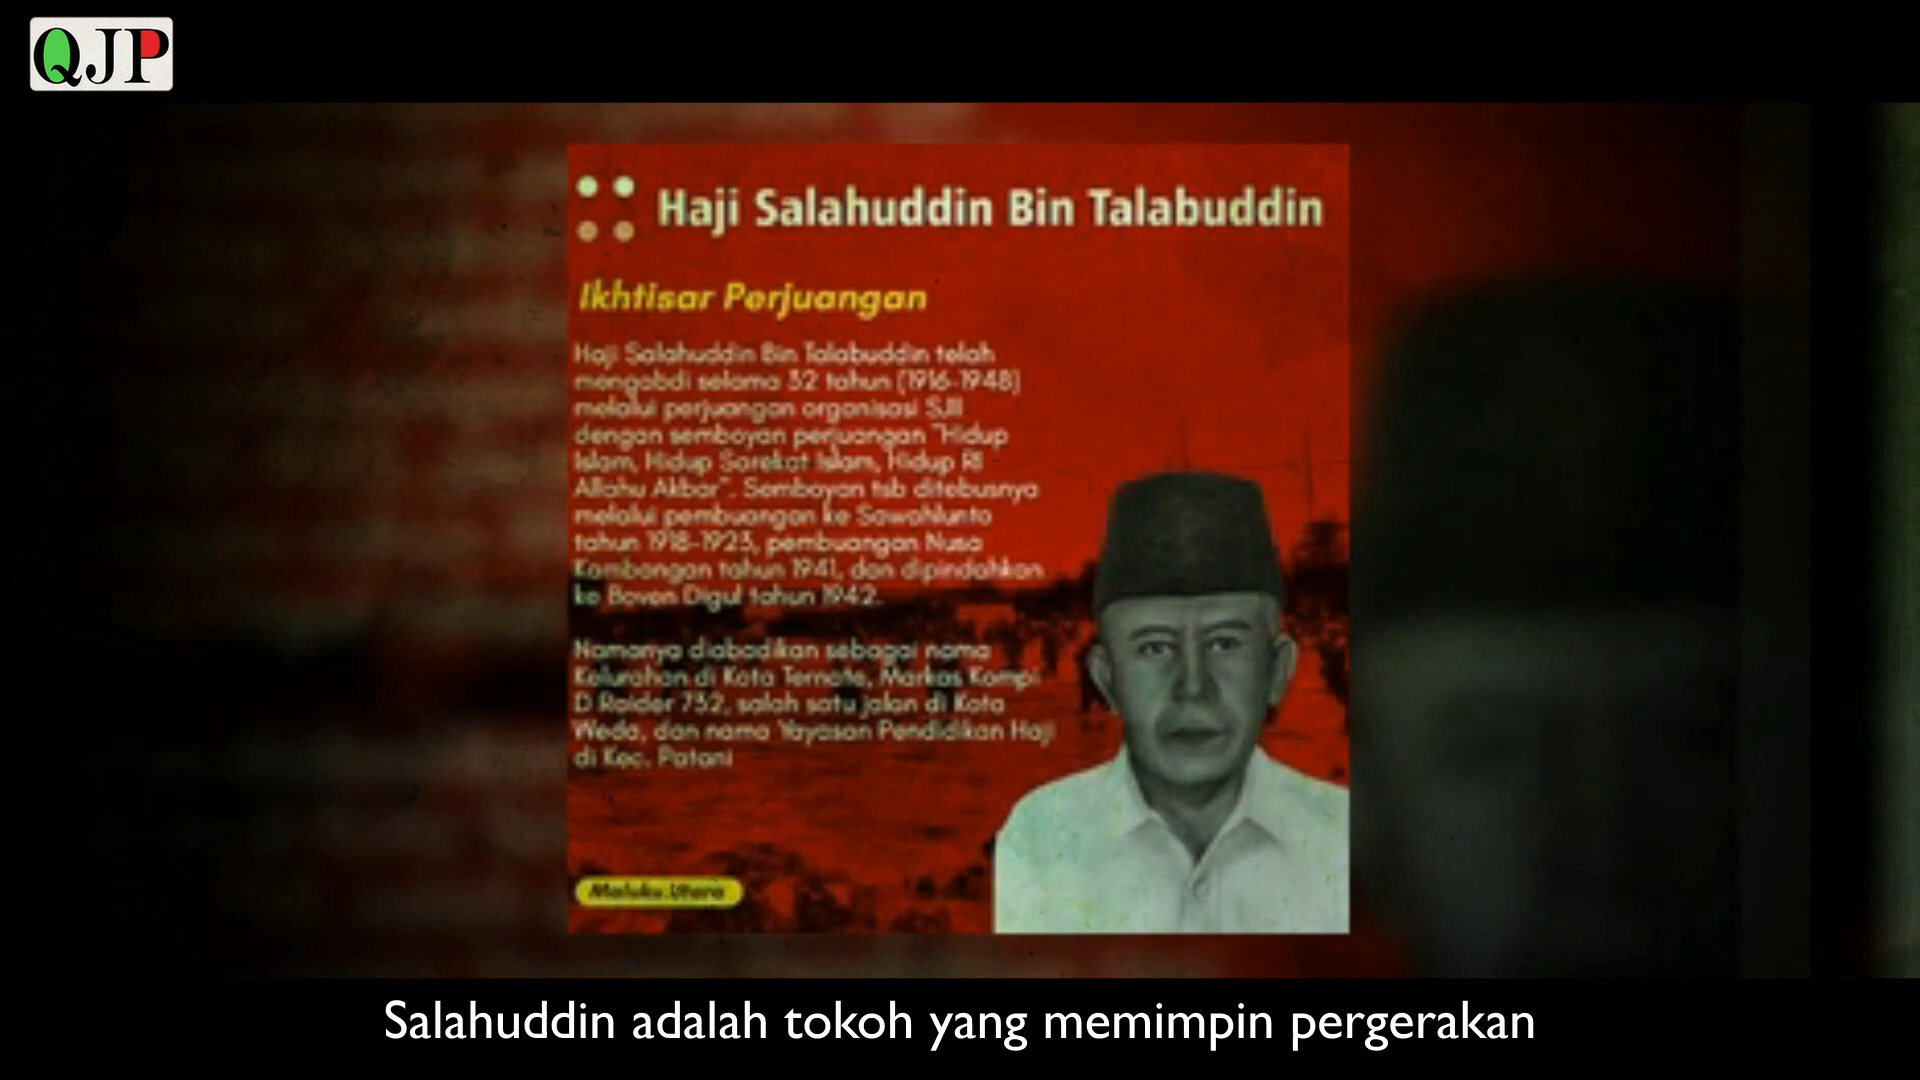 QJP
Haji Salahuddin Bin Talabuddin
Ikhtisar Perjuangan
Haji Salahuddin Bin Talabuddin telah
mengabdi selama 32 tahun (1916-1948)
melalui perjuangan organisasi SJII
dengan semboyan perjuangan "Hidup
Islam, Hidup Sarekat Islam, Hidup RI
Allahu Akbar". Semboyan tsb ditebusnya
melalui pembuangan ke Sawahlunto
tahun 1918-1923, pembuangan Nusa
Kambangan tahun 1941, dan dipindahkan
ke Boven Digul tahun 1942.
Namanya diabadikan sebagai nama
Kelurahan di Kota Ternate, Markas Kompi
D Raider 732, salah satu jalan di Kota
Weda, dan nama Yayasan Pendidikan Haji
di Kec. Patani
Maluku Utara
Salahuddin adalah tokoh yang memimpin pergerakan